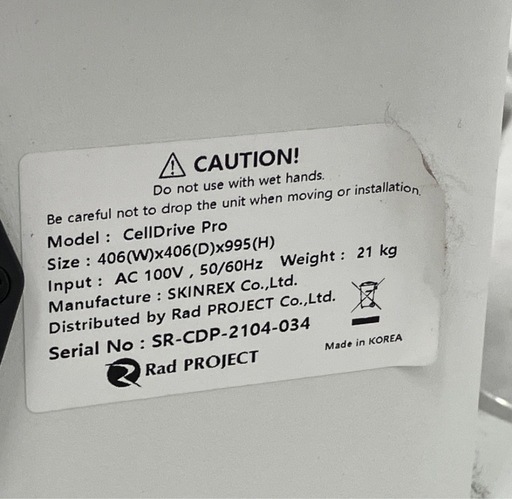 CAUTION!
Do not use with wet hands.
Be careful not to drop the unit when moving or installation,
Model : CellDrive Pro
Size : 406(W)x406(D)x995(H)
Input : AC 100V , 50/60Hz Weight : 21 kg
Manufacture : SKINREX Co.,Ltd.
Distributed by Rad PROJECT Co.,Ltd.
Serial No : SR-CDP-2104-034
Rad PROJECT
Made in KOREA